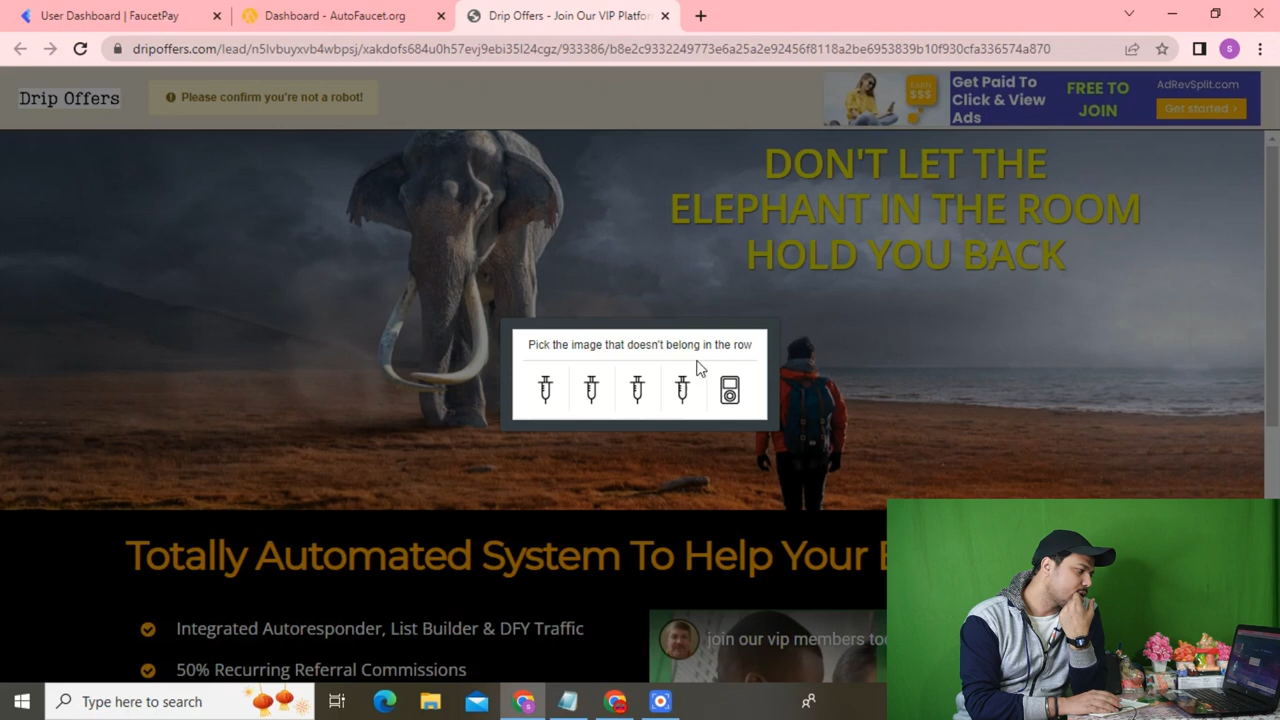 User Dashboard | FaucetPay
Dashboard - AutoFaucet.org
Drip Offers - Join Our VIP Platfor
dripoffers.com/lead/n5lvbuyxvb4wbpsj/xakdofs684u0h57evj9ebi35l24cgz/933386/b8e2c9332249773e6a25a2e92456f8118a2be6953839b10f930cfa336574a870
S
Drip Offers
Please confirm you're not a robot!
EARN
$$$
Get Paid To
Click & View
Ads
FREE TO
JOIN
AdRevSplit.com
Get started >
DON'T LET THE
ELEPHANT IN THE ROOM
HOLD YOU BACK
Pick the image that doesn't belong in the row
Totally Automated System To Help Your
Integrated Autoresponder, List Builder & DFY Traffic
50% Recurring Referral Commissions
join our vip members to
Type here to search